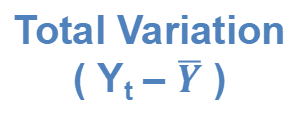 Total Variation
( Yₜ – Y̅ )